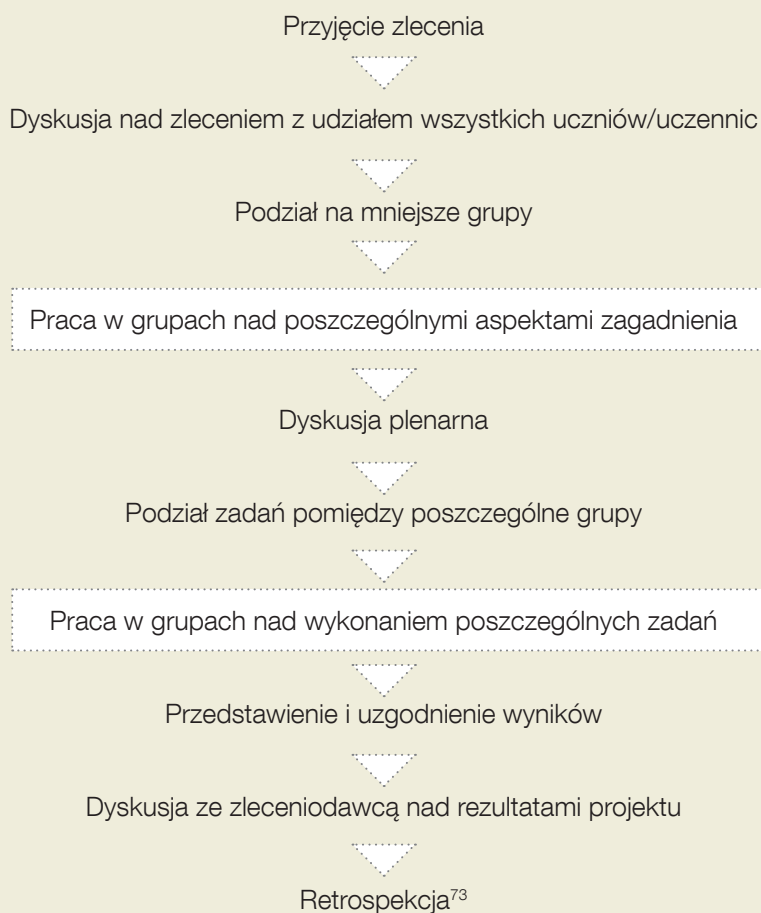 Przyjęcie zlecenia
Dyskusja nad zleceniem z udziałem wszystkich uczniów/uczennic
Podział na mniejsze grupy
Praca w grupach nad poszczególnymi aspektami zagadnienia
Dyskusja plenarna
Podział zadań pomiędzy poszczególne grupy
Praca w grupach nad wykonaniem poszczególnych zadań
Przedstawienie i uzgodnienie wyników
Dyskusja ze zleceniodawcą nad rezultatami projektu
Retrospekcja⁷³